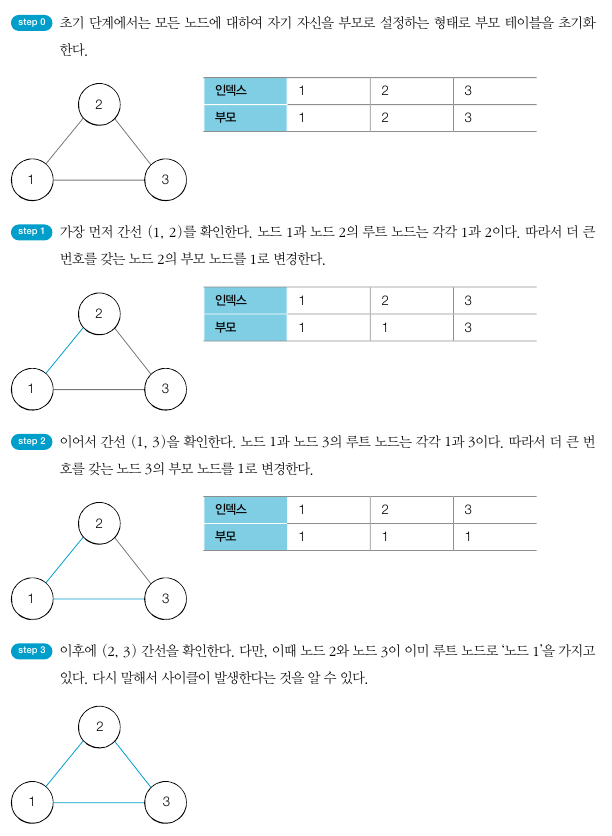 step 0 초기 단계에서는 모든 노드에 대하여 자기 자신을 부모로 설정하는 형태로 부모 테이블을 초기화
한다.
인덱스 1 2 3
부모 1 2 3
2
1 3
step 1 가장 먼저 간선 (1, 2)를 확인한다. 노드 1과 노드 2의 루트 노드는 각각 1과 2이다. 따라서 더 큰
번호를 갖는 노드 2의 부모 노드를 1로 변경한다.
인덱스 1 2 3
부모 1 1 3
2
1 3
step 2 이어서 간선 (1, 3)을 확인한다. 노드 1과 노드 3의 루트 노드는 각각 1과 3이다. 따라서 더 큰 번
호를 갖는 노드 3의 부모 노드를 1로 변경한다.
인덱스 1 2 3
부모 1 1 1
2
1 3
step 3 이후에 (2, 3) 간선을 확인한다. 다만, 이때 노드 2와 노드 3이 이미 루트 노드로 ‘노드 1’을 가지고
있다. 다시 말해서 사이클이 발생한다는 것을 알 수 있다.
2
1 3